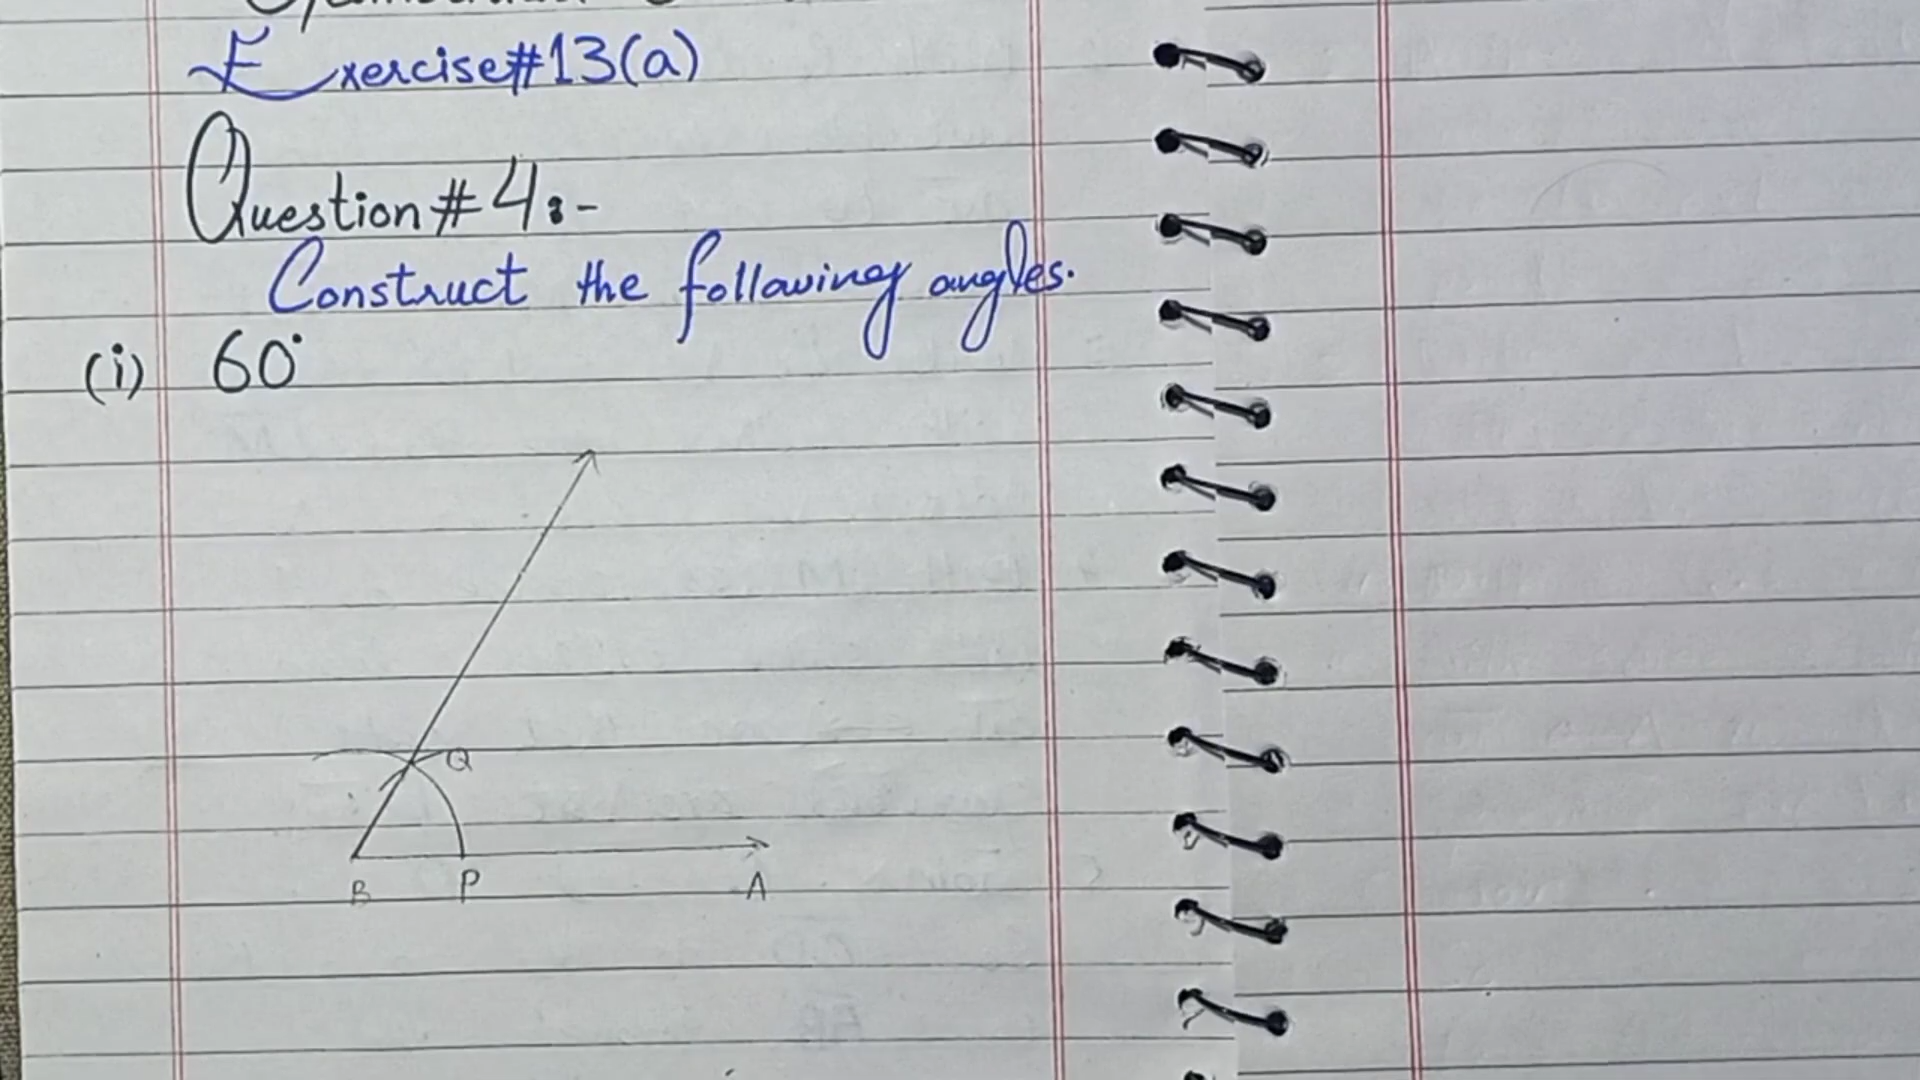 Exercise#13(a)
Question#4:-
Construct the following angles.
(i) 60°
Q
B P A